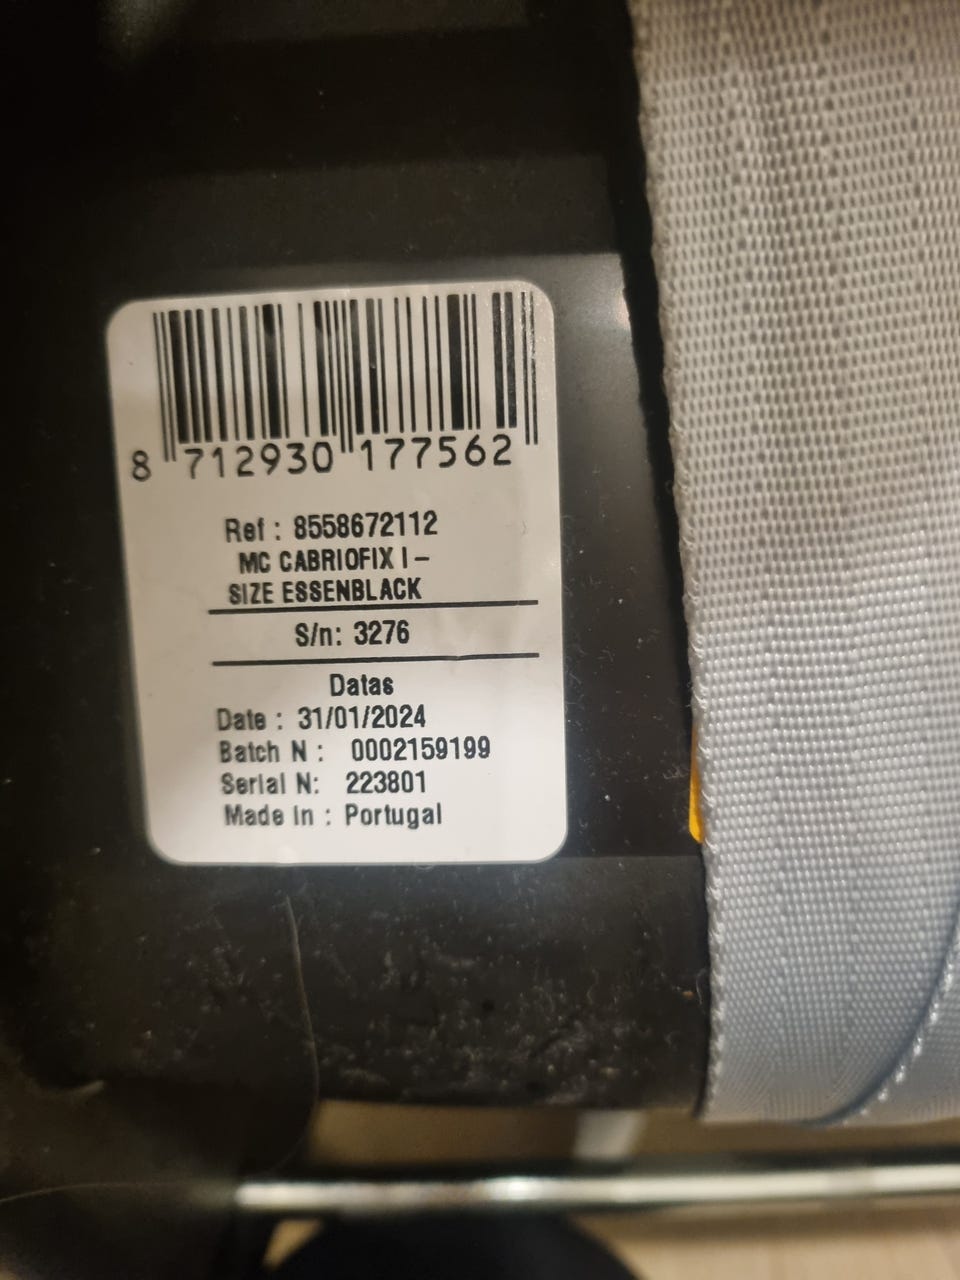 8 712930 177562
Ref : 8558672112
MC CABRIOFIX I -
SIZE ESSENBLACK
S/n: 3276
Datas
Date : 31/01/2024
Batch N : 0002159199
Serial N: 223801
Made in : Portugal